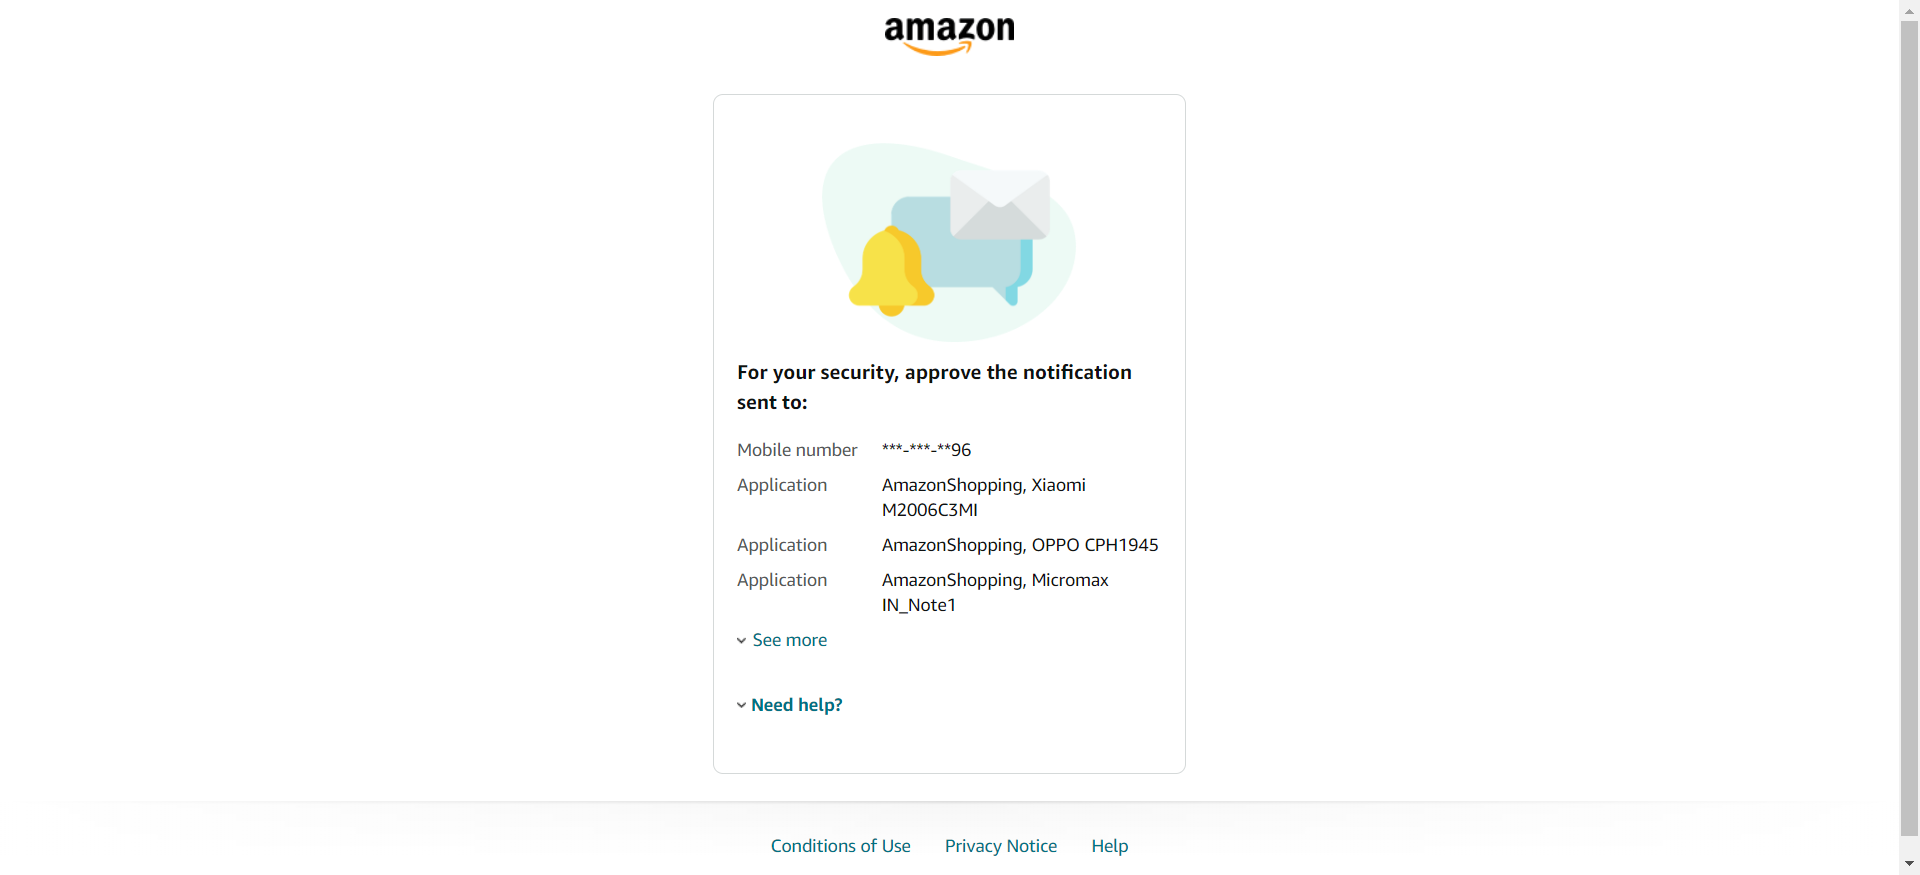 amazon
For your security, approve the notification
sent to:
Mobile number ***-***-**96
Application AmazonShopping, Xiaomi
M2006C3MI
Application AmazonShopping, OPPO CPH1945
Application AmazonShopping, Micromax
IN_Note1
See more
Need help?
Conditions of Use Privacy Notice Help